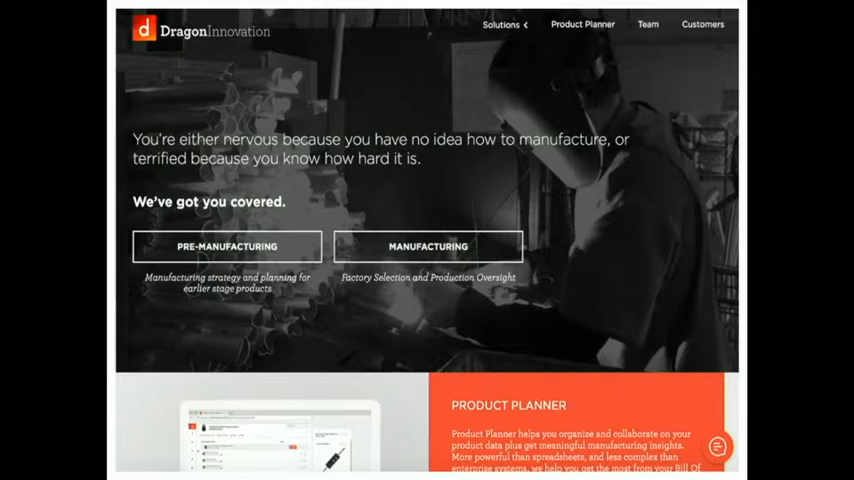 d DragonInnovation
Solutions Product Planner Team Customers
You're either nervous because you have no idea how to manufacture, or
terrified because you know how hard it is.
We've got you covered.
PRE-MANUFACTURING
MANUFACTURING
Manufacturing strategy and planning for
earlier stage products
Factory Selection and Production Oversight
PRODUCT PLANNER
Product Planner helps you organize and collaborate on your
product data plus get meaningful manufacturing insights.
More powerful than spreadsheets, and less complex than
enterprise systems, we help you get the most from your Bill Of